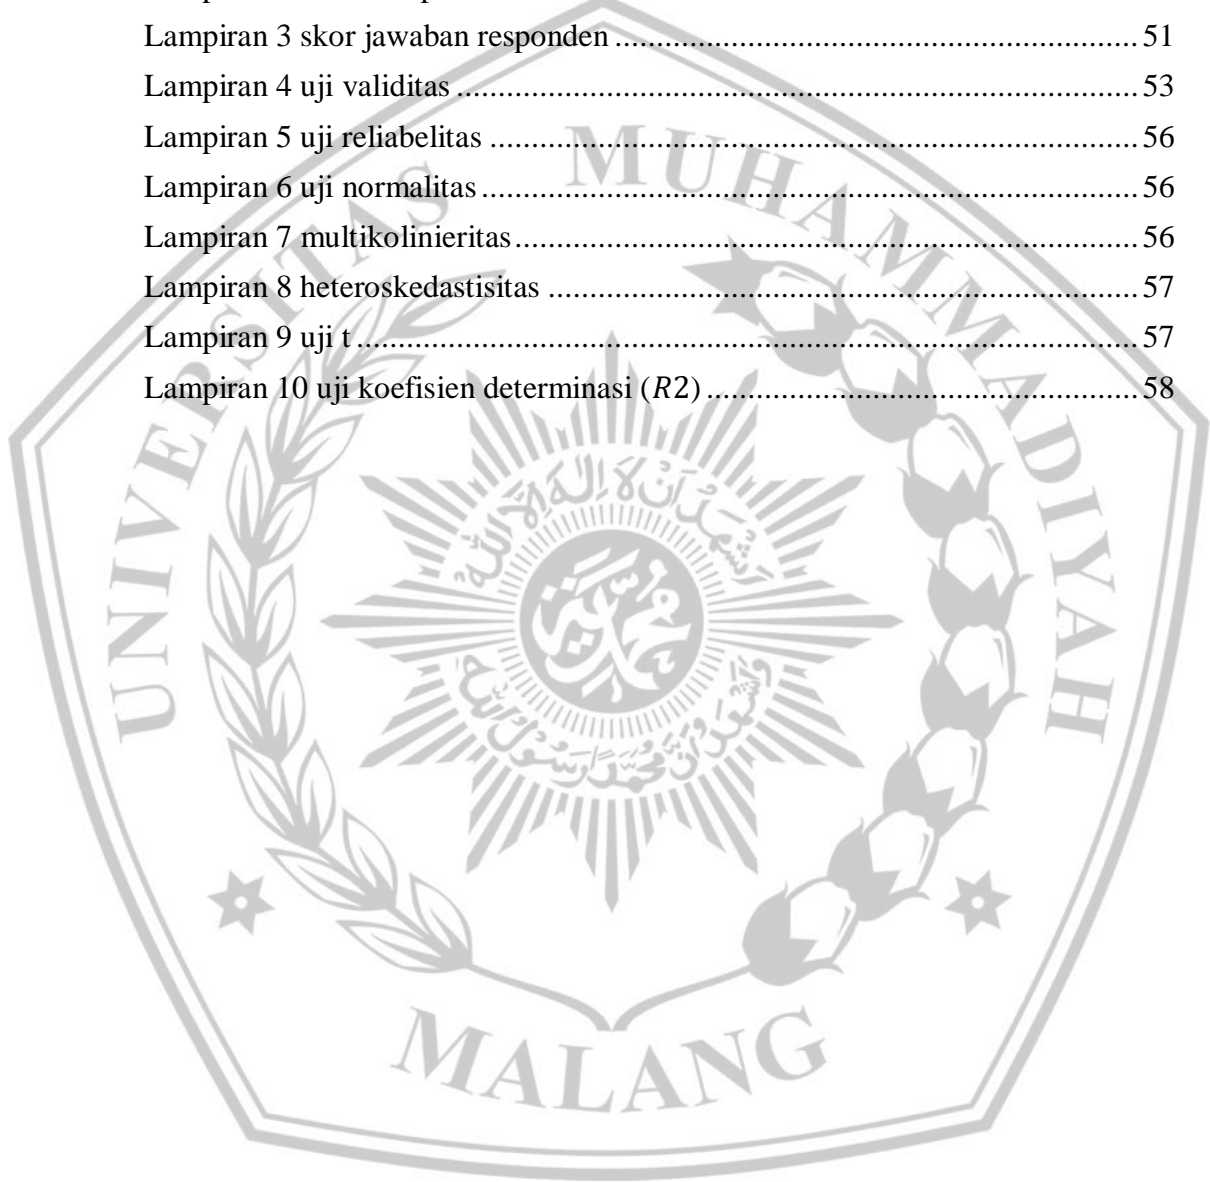 Lampiran 3 skor jawaban responden ................................................................. 51
Lampiran 4 uji validitas ..................................................................................... 53
Lampiran 5 uji reliabelitas ................................................................................. 56
Lampiran 6 uji normalitas .................................................................................. 56
Lampiran 7 multikolinieritas .............................................................................. 56
Lampiran 8 heteroskedastisitas .......................................................................... 57
Lampiran 9 uji t .................................................................................................. 57
Lampiran 10 uji koefisien determinasi (R2) ...................................................... 58
UNIVERSITAS MUHAMMADIYAH
MALANG